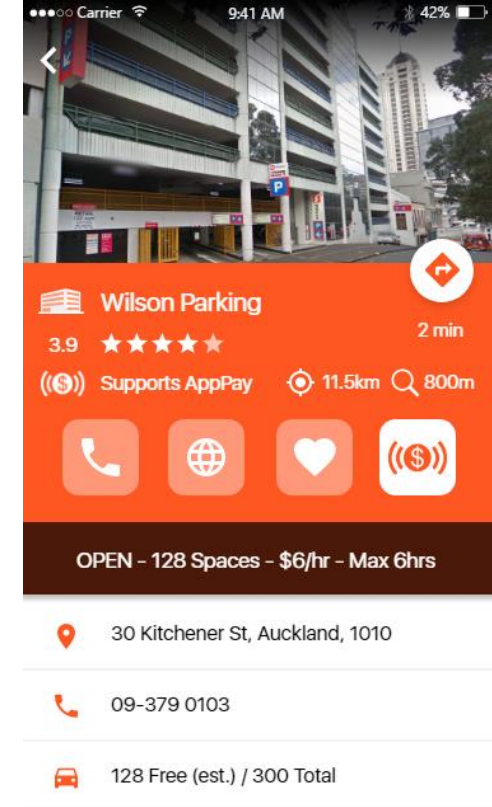 Carrier 9:41 AM 42%
P
Wilson Parking
2 min
3.9
((($))) Supports AppPay 11.5km 800m
((($)))
OPEN - 128 Spaces - $6/hr - Max 6hrs
30 Kitchener St, Auckland, 1010
09-379 0103
128 Free (est.) / 300 Total